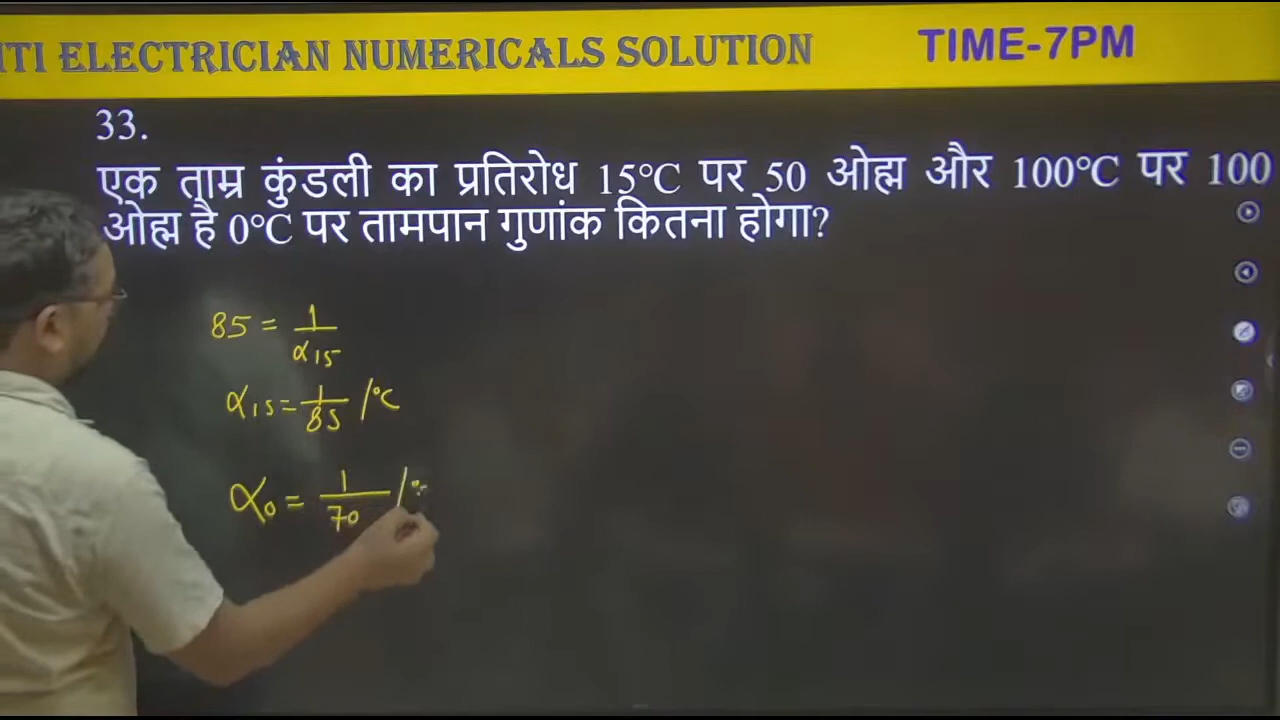 ITI ELECTRICIAN NUMERICALS SOLUTION TIME-7PM
33.
एक ताम्र कुंडली का प्रतिरोध 15°C पर 50 ओह्म और 100°C पर 100
ओह्म है 0°C पर तामपान गुणांक कितना होगा?
85 = 1/α15
α15 = 1/85 /°C
α0 = 1/70 /°